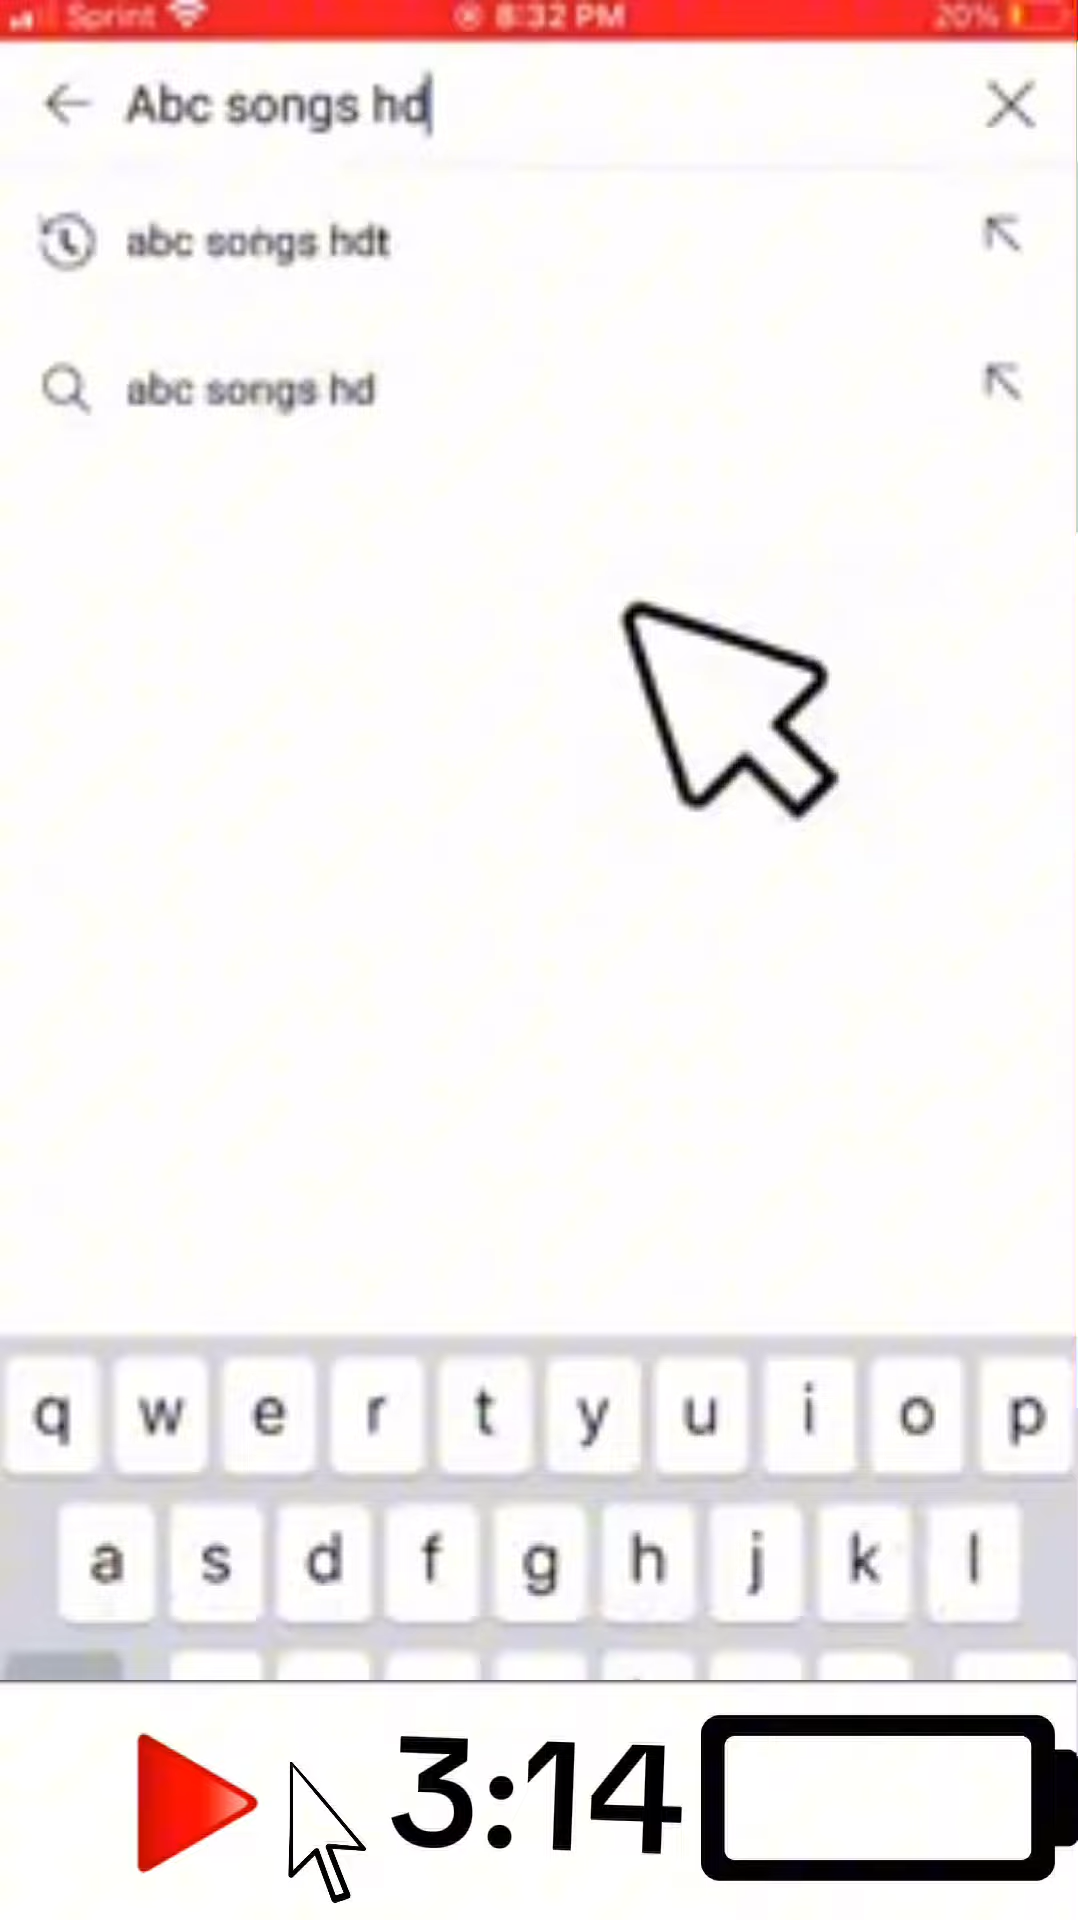 Sprint 8:32 PM 20%
Abc songs hd
abc songs hdt
abc songs hd
q w e r t y u i o p
a s d f g h j k l
3:14